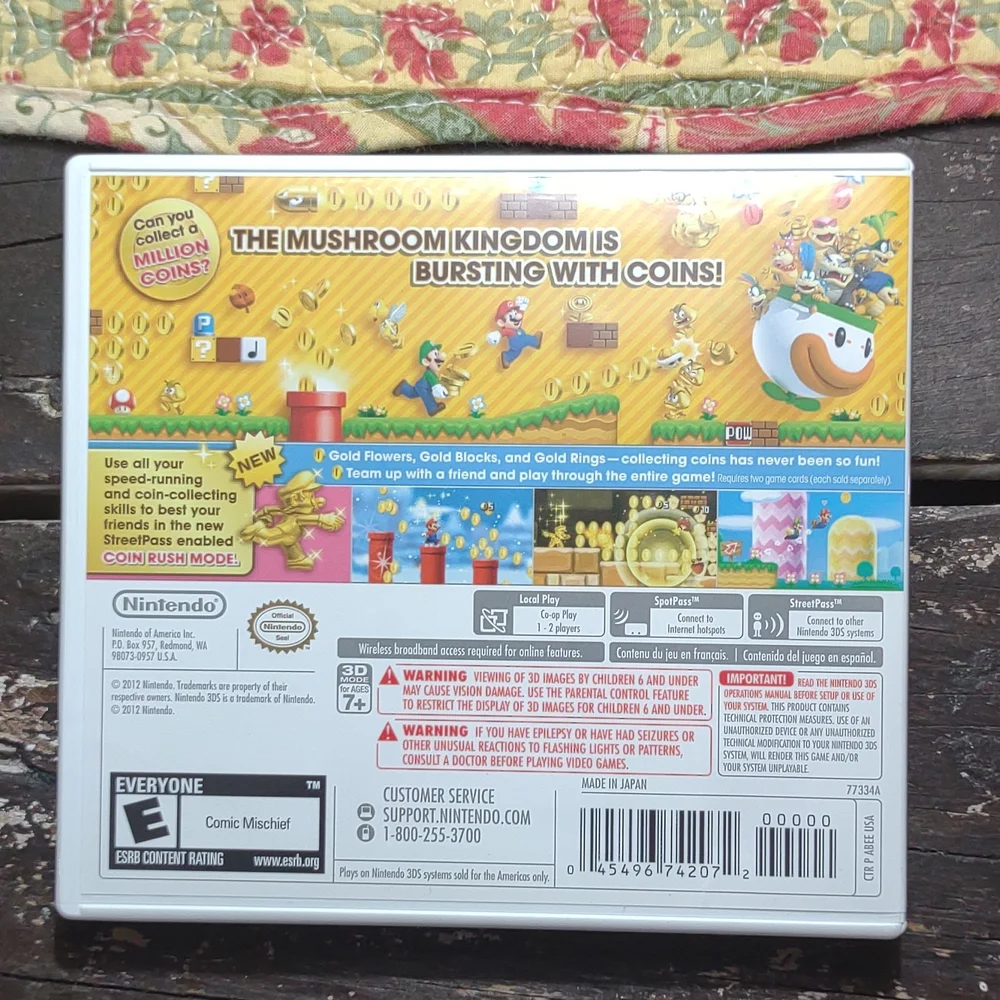 Can you
collect a
MILLION
COINS?
THE MUSHROOM KINGDOM IS
BURSTING WITH COINS!
P
?
?
POW
NEW
Use all your
speed-running
and coin-collecting
skills to best your
friends in the new
StreetPass enabled
COIN RUSH MODE!
Gold Flowers, Gold Blocks, and Gold Rings—collecting coins has never been so fun!
Team up with a friend and play through the entire game! Requires two game cards (each sold separately).
Nintendo®
Nintendo of America Inc.
P.O. Box 957, Redmond, WA
98073-0957 U.S.A.
Official
Nintendo
Seal
Local Play
Co-op Play
1 - 2 players
SpotPass™
Connect to
Internet hotspots
StreetPass™
Connect to other
Nintendo 3DS systems
Wireless broadband access required for online features.
Contenu du jeu en français.
Contenido del juego en español.
© 2012 Nintendo. Trademarks are property of their
respective owners. Nintendo 3DS is a trademark of Nintendo.
© 2012 Nintendo.
3D
MODE
for AGES
7+
WARNING VIEWING OF 3D IMAGES BY CHILDREN 6 AND UNDER
MAY CAUSE VISION DAMAGE. USE THE PARENTAL CONTROL FEATURE
TO RESTRICT THE DISPLAY OF 3D IMAGES FOR CHILDREN 6 AND UNDER.
WARNING IF YOU HAVE EPILEPSY OR HAVE HAD SEIZURES OR
OTHER UNUSUAL REACTIONS TO FLASHING LIGHTS OR PATTERNS,
CONSULT A DOCTOR BEFORE PLAYING VIDEO GAMES.
IMPORTANT! READ THE NINTENDO 3DS
OPERATIONS MANUAL BEFORE SETUP OR USE OF
YOUR SYSTEM. THIS PRODUCT CONTAINS
TECHNICAL PROTECTION MEASURES. USE OF AN
UNAUTHORIZED DEVICE OR ANY UNAUTHORIZED
TECHNICAL MODIFICATION TO YOUR NINTENDO 3DS
SYSTEM, WILL RENDER THIS GAME AND/OR
YOUR SYSTEM UNPLAYABLE.
EVERYONE ™
E
Comic Mischief
ESRB CONTENT RATING www.esrb.org
CUSTOMER SERVICE
SUPPORT.NINTENDO.COM
1-800-255-3700
Plays on Nintendo 3DS systems sold for the Americas only.
MADE IN JAPAN
77334A
00000
0 45496 74207 2
CTR P ABEE USA